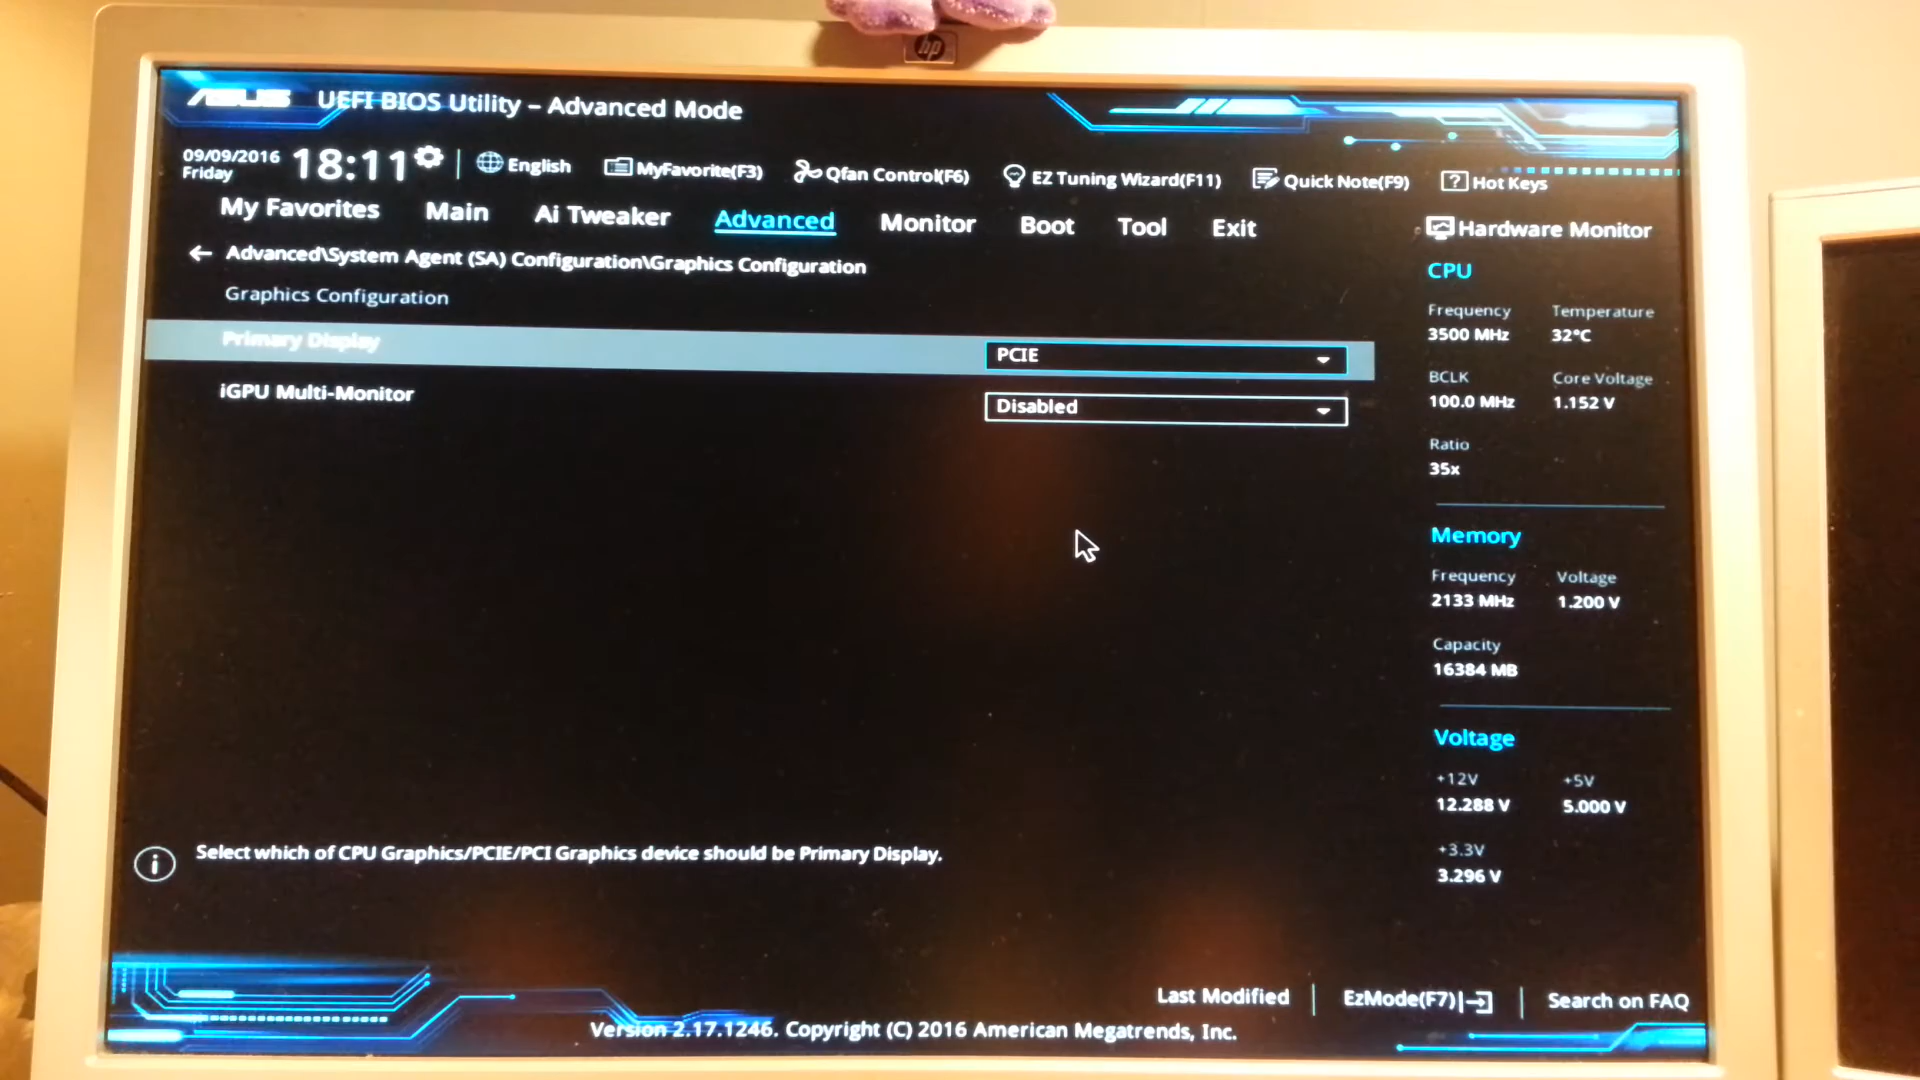 hp
ASUS UEFI BIOS Utility – Advanced Mode
09/09/2016
Friday
18:11
English
MyFavorite(F3)
Qfan Control(F6)
EZ Tuning Wizard(F11)
Quick Note(F9)
? Hot Keys
My Favorites
Main
Ai Tweaker
Advanced
Monitor
Boot
Tool
Exit
← Advanced\System Agent (SA) Configuration\Graphics Configuration
Graphics Configuration
Primary Display
PCIE
iGPU Multi-Monitor
Disabled
i
Select which of CPU Graphics/PCIE/PCI Graphics device should be Primary Display.
Hardware Monitor
CPU
Frequency Temperature
3500 MHz 32°C
BCLK Core Voltage
100.0 MHz 1.152 V
Ratio
35x
Memory
Frequency Voltage
2133 MHz 1.200 V
Capacity
16384 MB
Voltage
+12V +5V
12.288 V 5.000 V
+3.3V
3.296 V
Last Modified
EzMode(F7)
Search on FAQ
Version 2.17.1246. Copyright (C) 2016 American Megatrends, Inc.